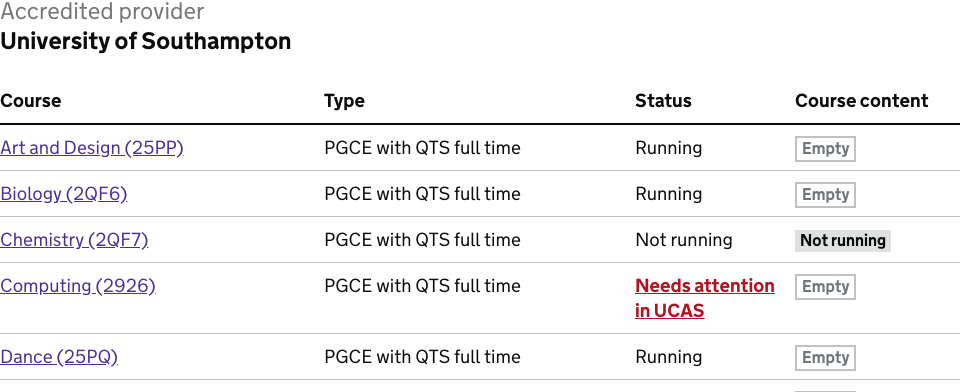 Accredited provider
University of Southampton
Course Type Status Course content
Art and Design (25PP) PGCE with QTS full time Running Empty
Biology (2QF6) PGCE with QTS full time Running Empty
Chemistry (2QF7) PGCE with QTS full time Not running Not running
Computing (2926) PGCE with QTS full time Needs attention Empty
in UCAS
Dance (25PQ) PGCE with QTS full time Running Empty